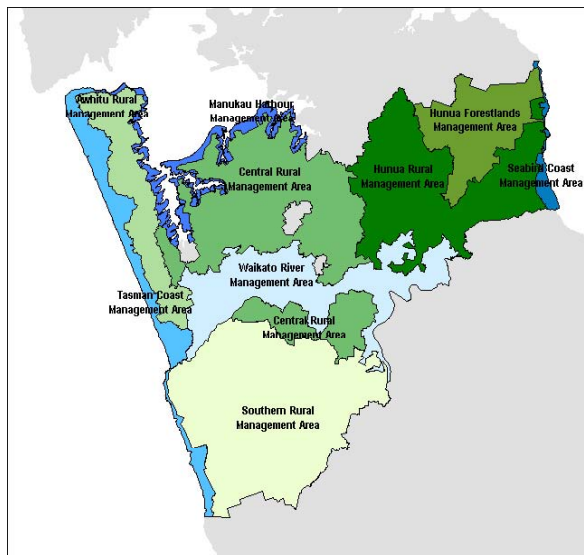 Awhitu Rural
Management Area
Manukau Harbour
Management Area
Hunua Forestlands
Management Area
Central Rural
Management Area
Hunua Rural
Management Area
Seabird Coast
Management Area
Waikato River
Management Area
Tasman Coast
Management Area
Central Rural
Management Area
Southern Rural
Management Area